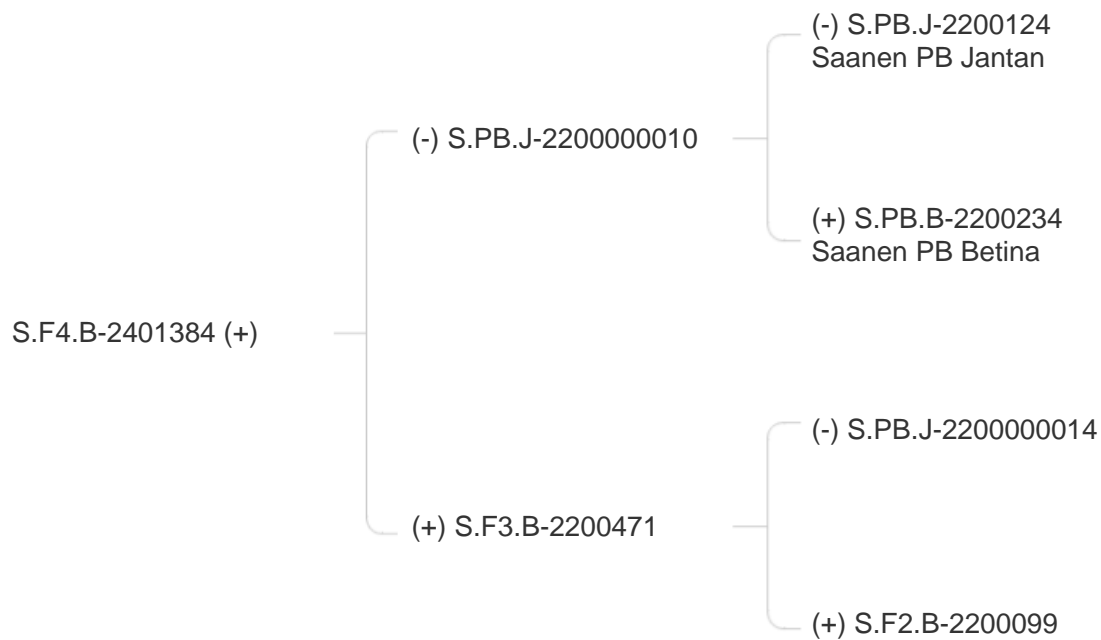 (-) S.PB.J-2200124
Saanen PB Jantan
(-) S.PB.J-2200000010
(+) S.PB.B-2200234
Saanen PB Betina
S.F4.B-2401384 (+)
(-) S.PB.J-2200000014
(+) S.F3.B-2200471
(+) S.F2.B-2200099